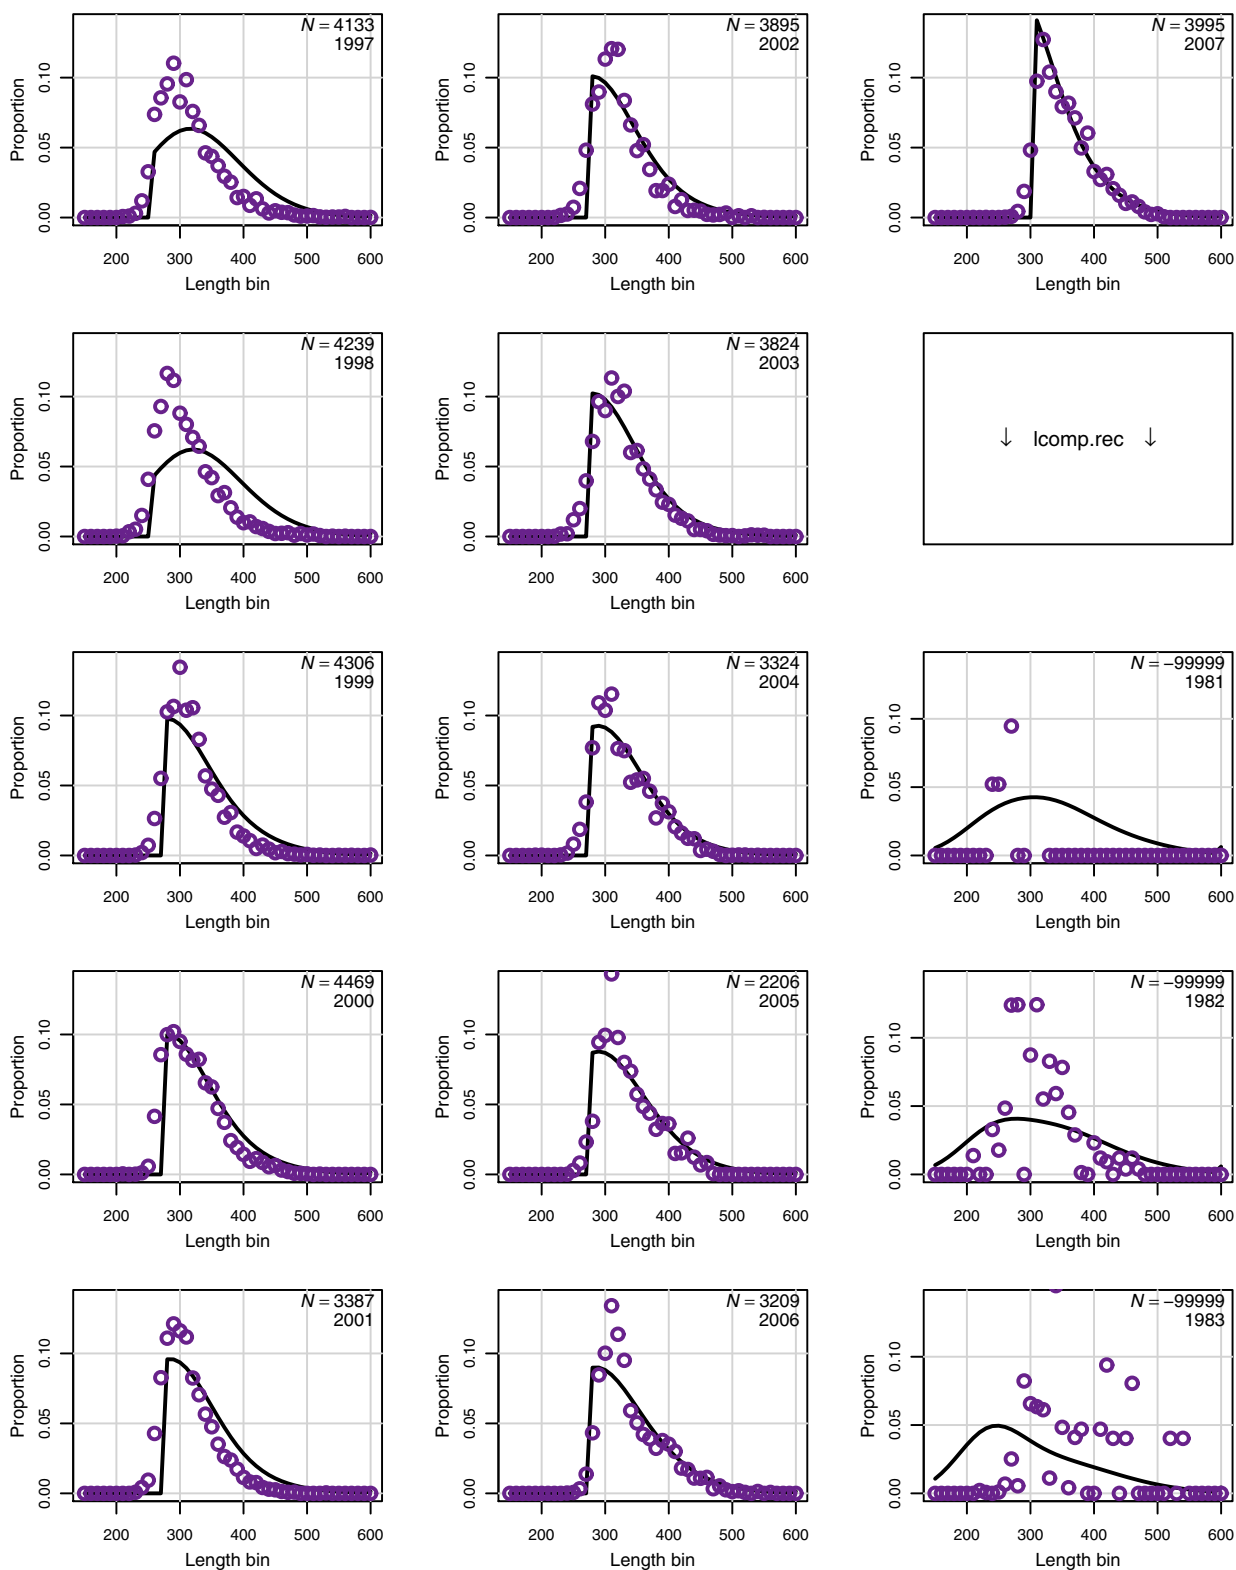 N = 4133
1997
Proportion
0.00 0.05 0.10
200 300 400 500 600
Length bin
N = 3895
2002
Proportion
0.00 0.05 0.10
200 300 400 500 600
Length bin
N = 3995
2007
Proportion
0.00 0.05 0.10
200 300 400 500 600
Length bin
N = 4239
1998
Proportion
0.00 0.05 0.10
200 300 400 500 600
Length bin
N = 3824
2003
Proportion
0.00 0.05 0.10
200 300 400 500 600
Length bin
↓ lcomp.rec ↓
N = 4306
1999
Proportion
0.00 0.05 0.10
200 300 400 500 600
Length bin
N = 3324
2004
Proportion
0.00 0.05 0.10
200 300 400 500 600
Length bin
N = −99999
1981
Proportion
0.00 0.05 0.10
200 300 400 500 600
Length bin
N = 4469
2000
Proportion
0.00 0.05 0.10
200 300 400 500 600
Length bin
N = 2206
2005
Proportion
0.00 0.05 0.10
200 300 400 500 600
Length bin
N = −99999
1982
Proportion
0.00 0.05 0.10
200 300 400 500 600
Length bin
N = 3387
2001
Proportion
0.00 0.05 0.10
200 300 400 500 600
Length bin
N = 3209
2006
Proportion
0.00 0.05 0.10
200 300 400 500 600
Length bin
N = −99999
1983
Proportion
0.00 0.05 0.10
200 300 400 500 600
Length bin